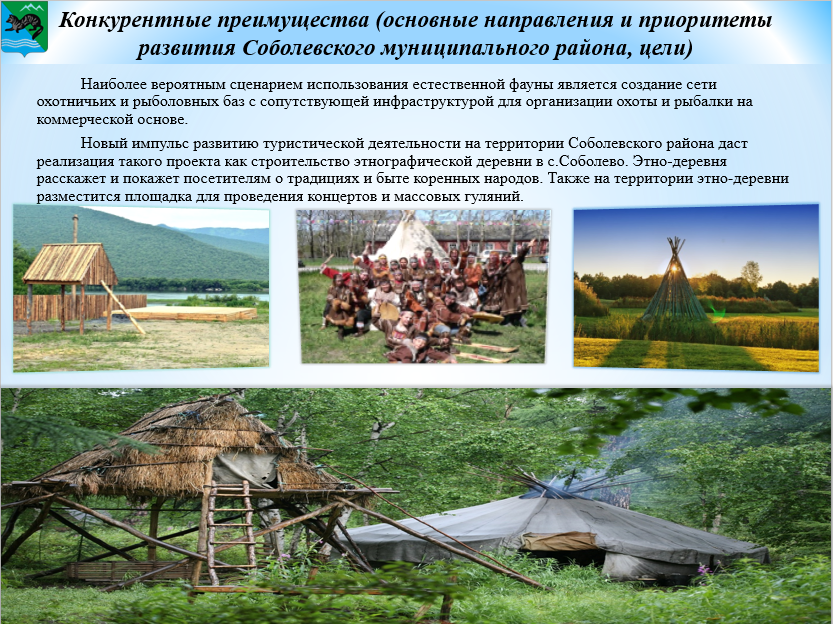 Конкурентные преимущества (основные направления и приоритеты
развития Соболевского муниципального района, цели)
Наиболее вероятным сценарием использования естественной фауны является создание сети
охотничьих и рыболовных баз с сопутствующей инфраструктурой для организации охоты и рыбалки на
коммерческой основе.
Новый импульс развитию туристической деятельности на территории Соболевского района даст
реализация такого проекта как строительство этнографической деревни в с.Соболево. Этно-деревня
расскажет и покажет посетителям о традициях и быте коренных народов. Также на территории этно-деревни
разместится площадка для проведения концертов и массовых гуляний.